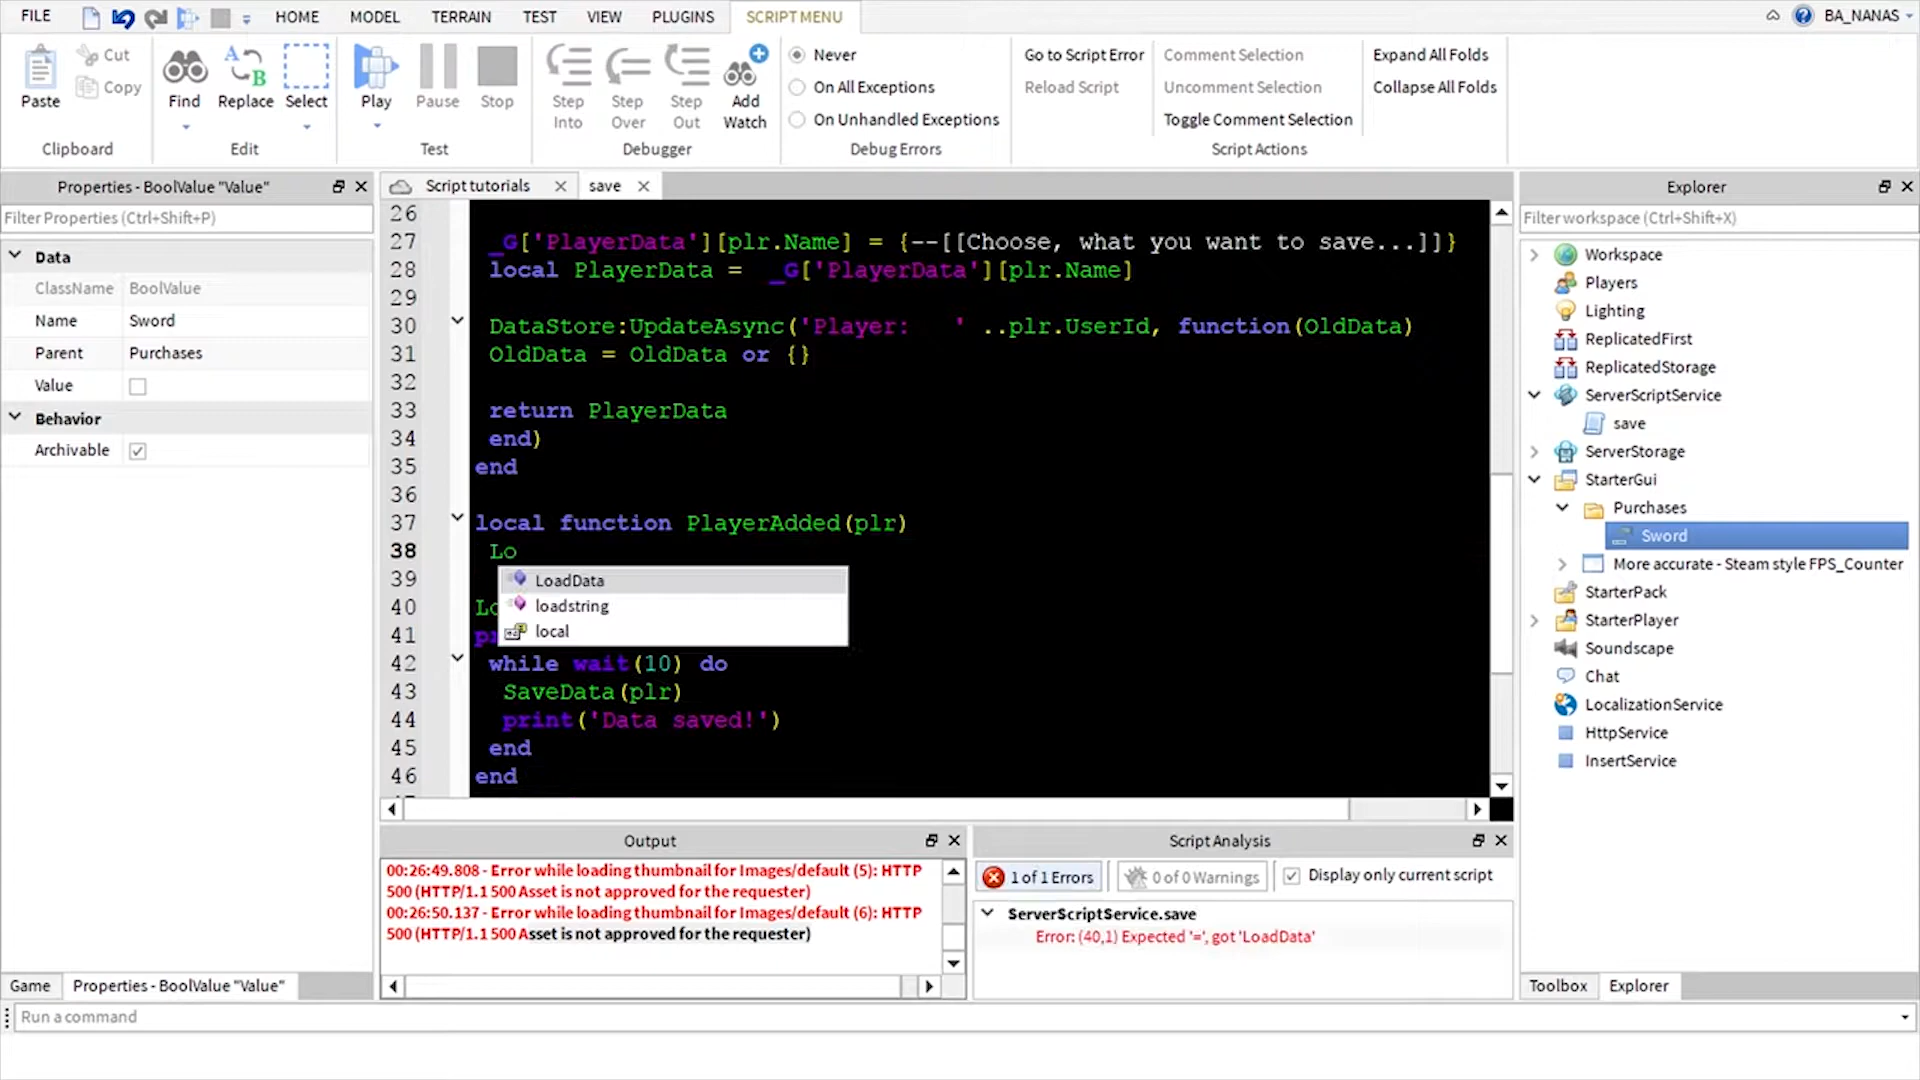 FILE
HOME
MODEL
TERRAIN
TEST
VIEW
PLUGINS
SCRIPT MENU
BA_NANAS
Paste
Cut
Copy
Clipboard
Find
Replace
Select
Edit
Play
Pause
Stop
Test
Step Into
Step Over
Step Out
Add Watch
Debugger
Never
On All Exceptions
On Unhandled Exceptions
Debug Errors
Go to Script Error
Reload Script
Comment Selection
Uncomment Selection
Toggle Comment Selection
Script Actions
Expand All Folds
Collapse All Folds
Properties - BoolValue "Value"
Filter Properties (Ctrl+Shift+P)
Data
ClassName BoolValue
Name Sword
Parent Purchases
Value
Behavior
Archivable
Game
Properties - BoolValue "Value"
Script tutorials
save
26
27 _G['PlayerData'][plr.Name] = {--[[Choose, what you want to save...]]}
28 local PlayerData =  _G['PlayerData'][plr.Name]
29
30 DataStore:UpdateAsync('Player:   ' ..plr.UserId, function(OldData)
31 OldData = OldData or {}
32
33 return PlayerData
34 end)
35 end
36
37 local function PlayerAdded(plr)
38 Lo
39
40 Lo
41 pr
LoadData
loadstring
local
42 while wait(10) do
43 SaveData(plr)
44 print('Data saved!')
45 end
46 end
Output
00:26:49.808 - Error while loading thumbnail for Images/default (5): HTTP
500 (HTTP/1.1 500 Asset is not approved for the requester)
00:26:50.137 - Error while loading thumbnail for Images/default (6): HTTP
500 (HTTP/1.1 500 Asset is not approved for the requester)
Script Analysis
1 of 1 Errors
0 of 0 Warnings
Display only current script
ServerScriptService.save
Error: (40,1) Expected '=', got 'LoadData'
Explorer
Filter workspace (Ctrl+Shift+X)
Workspace
Players
Lighting
ReplicatedFirst
ReplicatedStorage
ServerScriptService
save
ServerStorage
StarterGui
Purchases
Sword
More accurate - Steam style FPS_Counter
StarterPack
StarterPlayer
Soundscape
Chat
LocalizationService
HttpService
InsertService
Toolbox
Explorer
Run a command